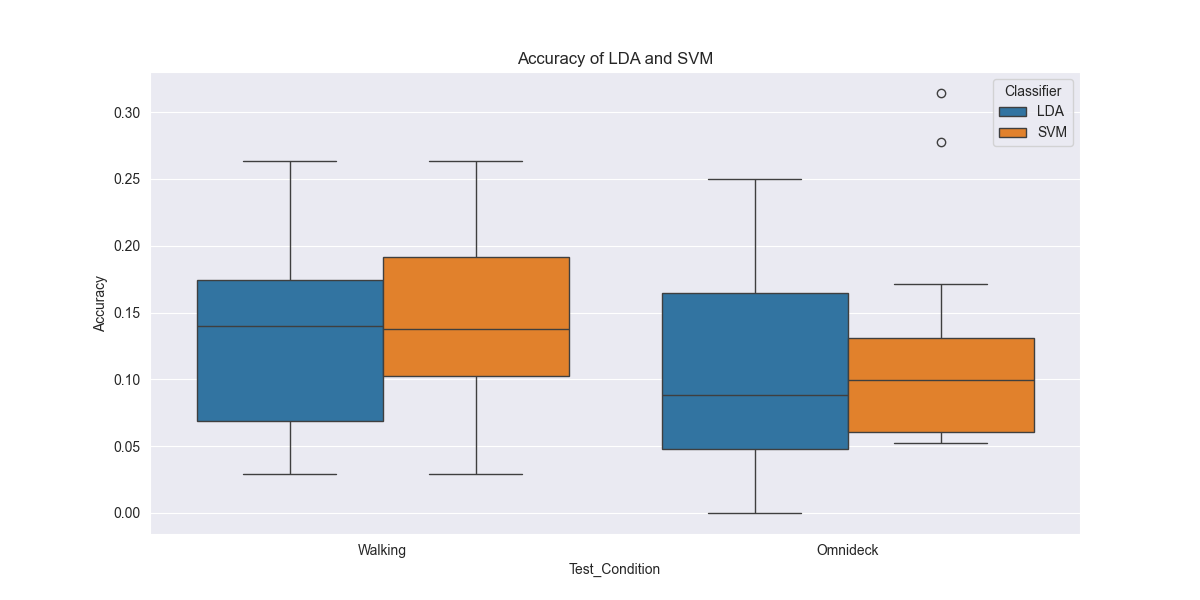 Accuracy of LDA and SVM
Classifier
LDA
SVM
0.30
0.25
0.20
0.15
0.10
0.05
0.00
Accuracy
Walking
Omnideck
Test_Condition